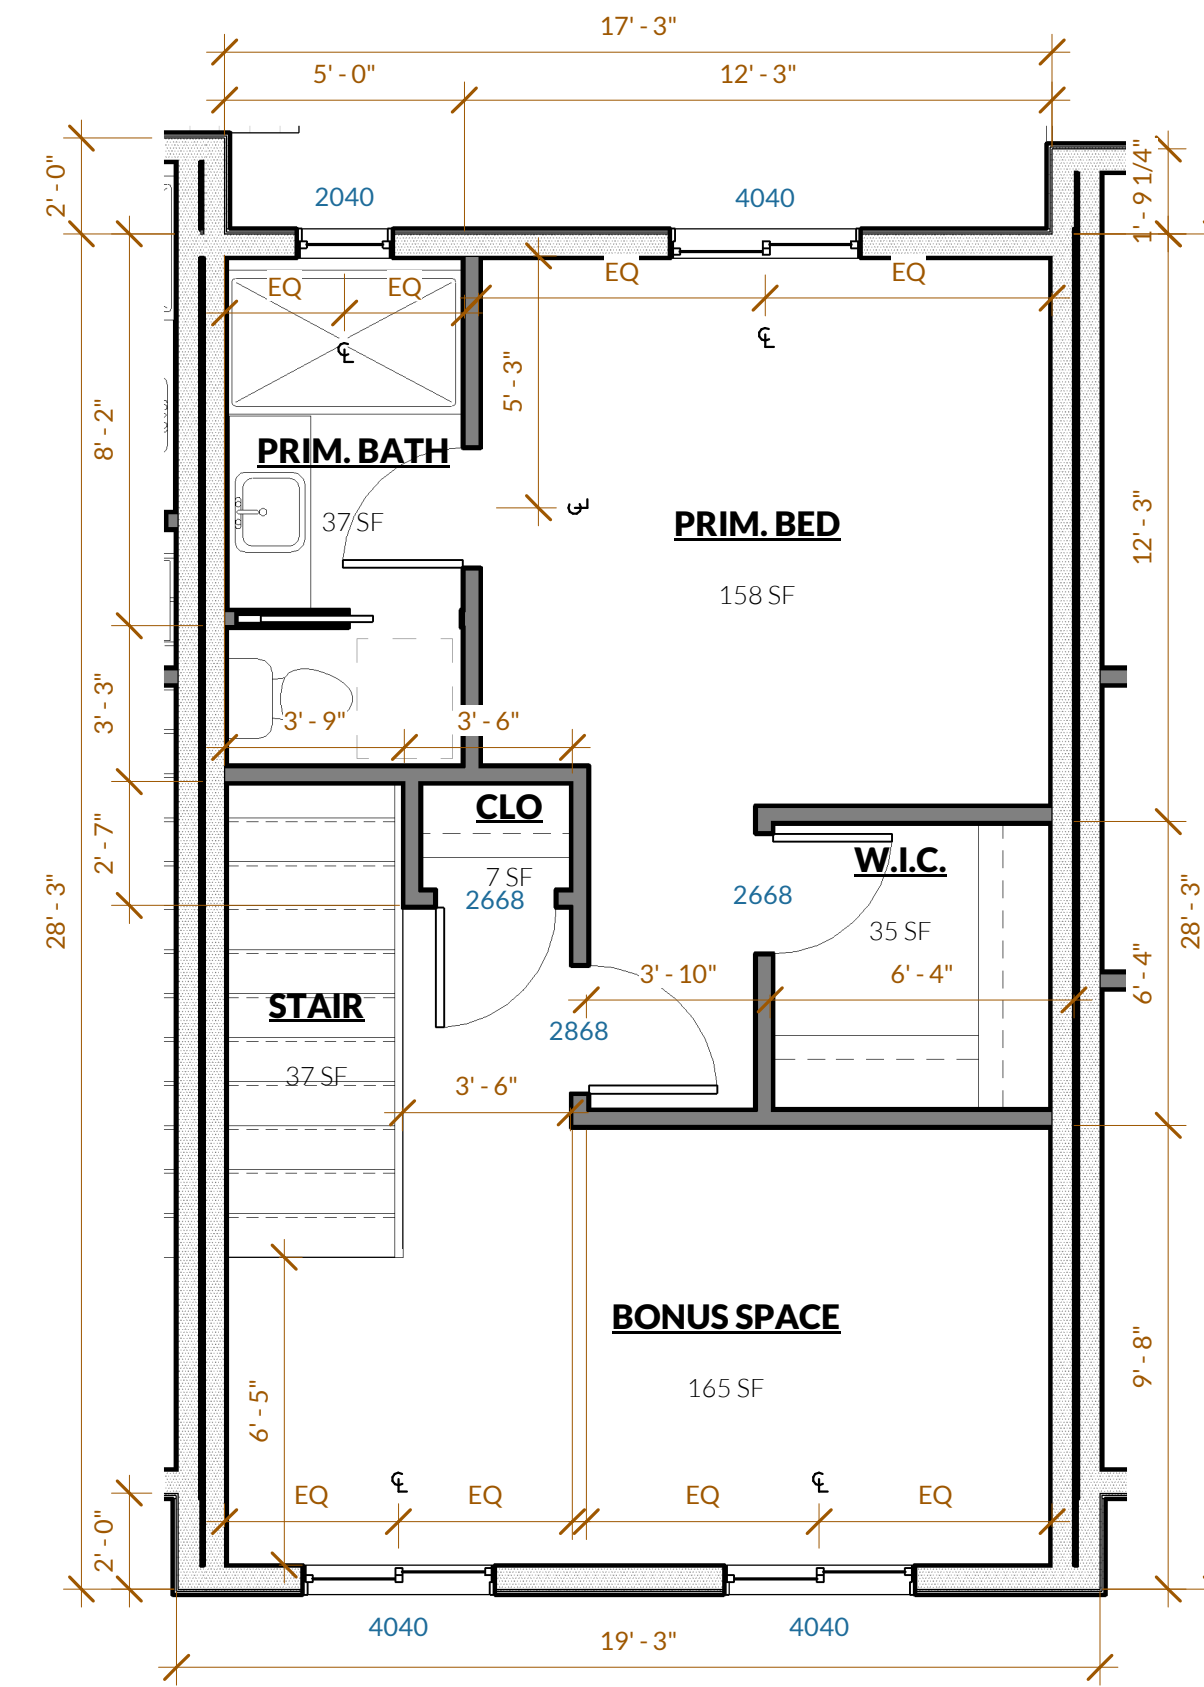 17' - 3"
5' - 0"
12' - 3"
2' - 0"
1' - 9 1/4"
2040
4040
EQ
EQ
EQ
EQ
℄
℄
5' - 3"
8' - 2"
PRIM. BATH
37 SF
℄
PRIM. BED
158 SF
12' - 3"
3' - 3"
3' - 9"
3' - 6"
CLO
7 SF
2668
2' - 7"
W.I.C.
2668
35 SF
28' - 3"
28' - 3"
3' - 10"
6' - 4"
6' - 4"
STAIR
37 SF
2868
3' - 6"
BONUS SPACE
165 SF
9' - 8"
6' - 5"
℄
℄
EQ
EQ
EQ
EQ
2' - 0"
4040
4040
19' - 3"